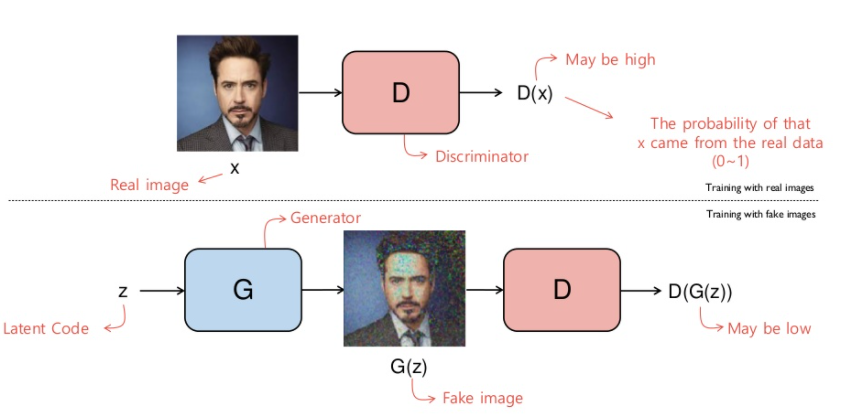 May be high
D
D(x)
The probability of that
x came from the real data
(0~1)
Discriminator
x
Real image
Training with real images
Training with fake images
Generator
z
G
D
D(G(z))
Latent Code
May be low
G(z)
Fake image